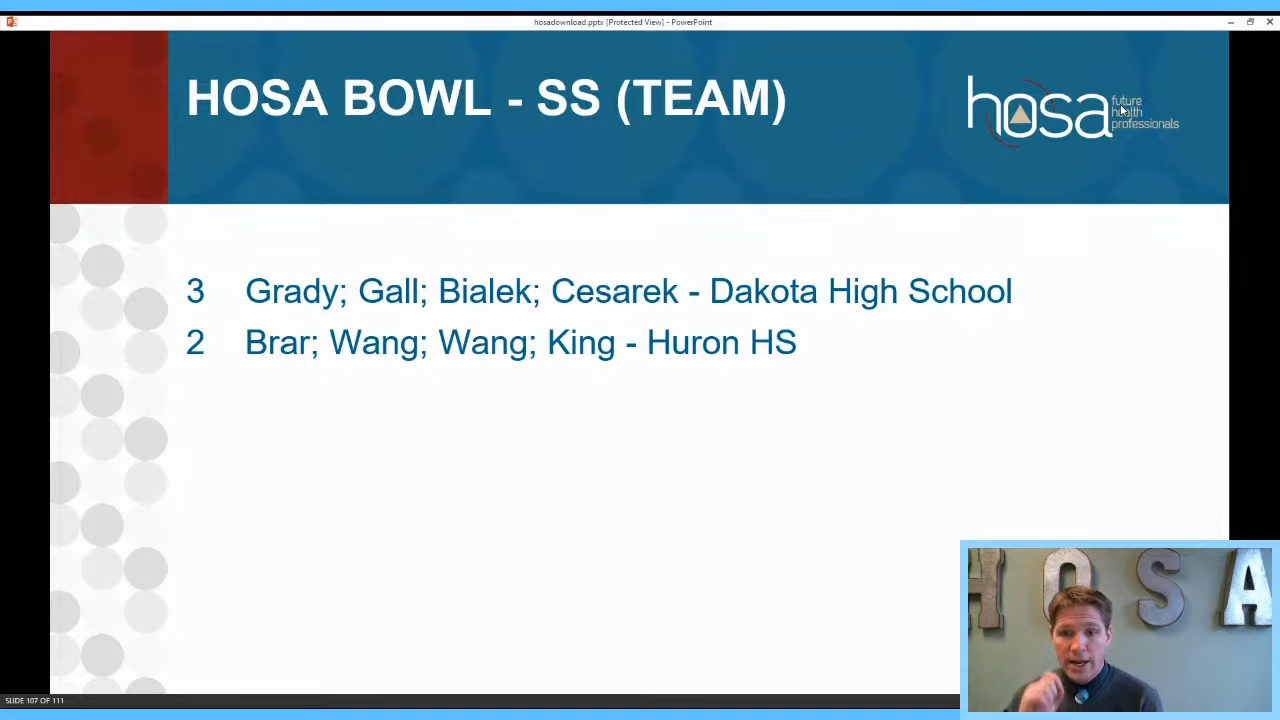 hosadownload.pptx [Protected View] - PowerPoint
HOSA BOWL - SS (TEAM)
hosa
future
health
professionals
3 Grady; Gall; Bialek; Cesarek - Dakota High School
2 Brar; Wang; Wang; King - Huron HS
HOSA
SLIDE 107 OF 111